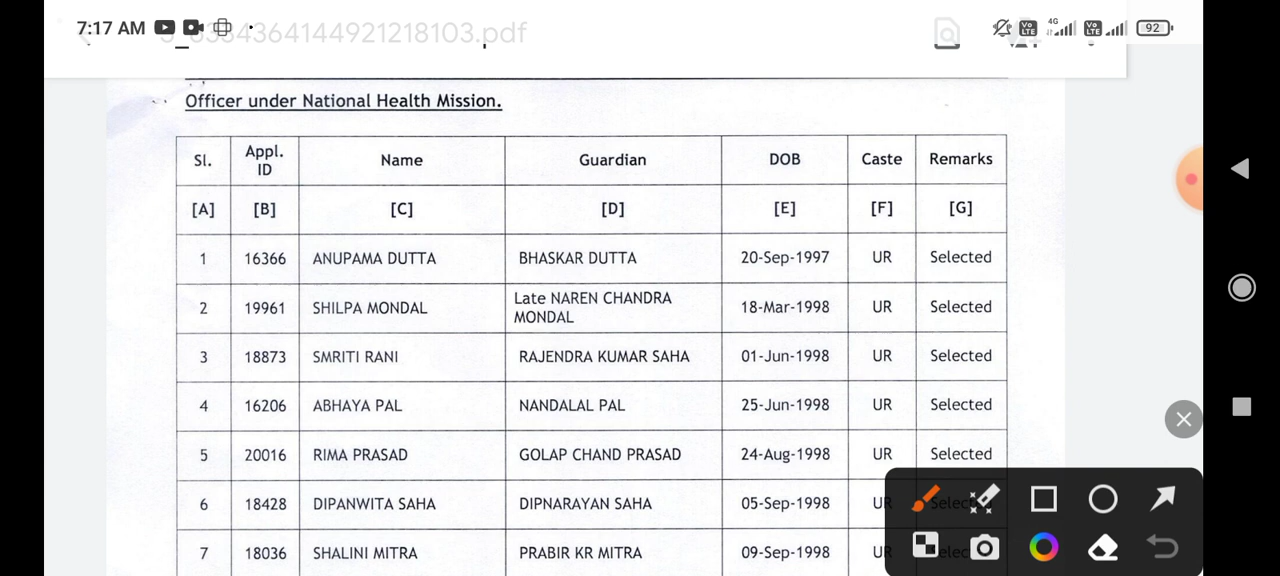 7:17 AM 4G 92
6364364144921218103.pdf
Officer under National Health Mission.
Sl. Appl. ID Name Guardian DOB Caste Remarks
[A] [B] [C] [D] [E] [F] [G]
1 16366 ANUPAMA DUTTA BHASKAR DUTTA 20-Sep-1997 UR Selected
2 19961 SHILPA MONDAL Late NAREN CHANDRA MONDAL 18-Mar-1998 UR Selected
3 18873 SMRITI RANI RAJENDRA KUMAR SAHA 01-Jun-1998 UR Selected
4 16206 ABHAYA PAL NANDALAL PAL 25-Jun-1998 UR Selected
5 20016 RIMA PRASAD GOLAP CHAND PRASAD 24-Aug-1998 UR Selected
6 18428 DIPANWITA SAHA DIPNARAYAN SAHA 05-Sep-1998 UR
7 18036 SHALINI MITRA PRABIR KR MITRA 09-Sep-1998 UR